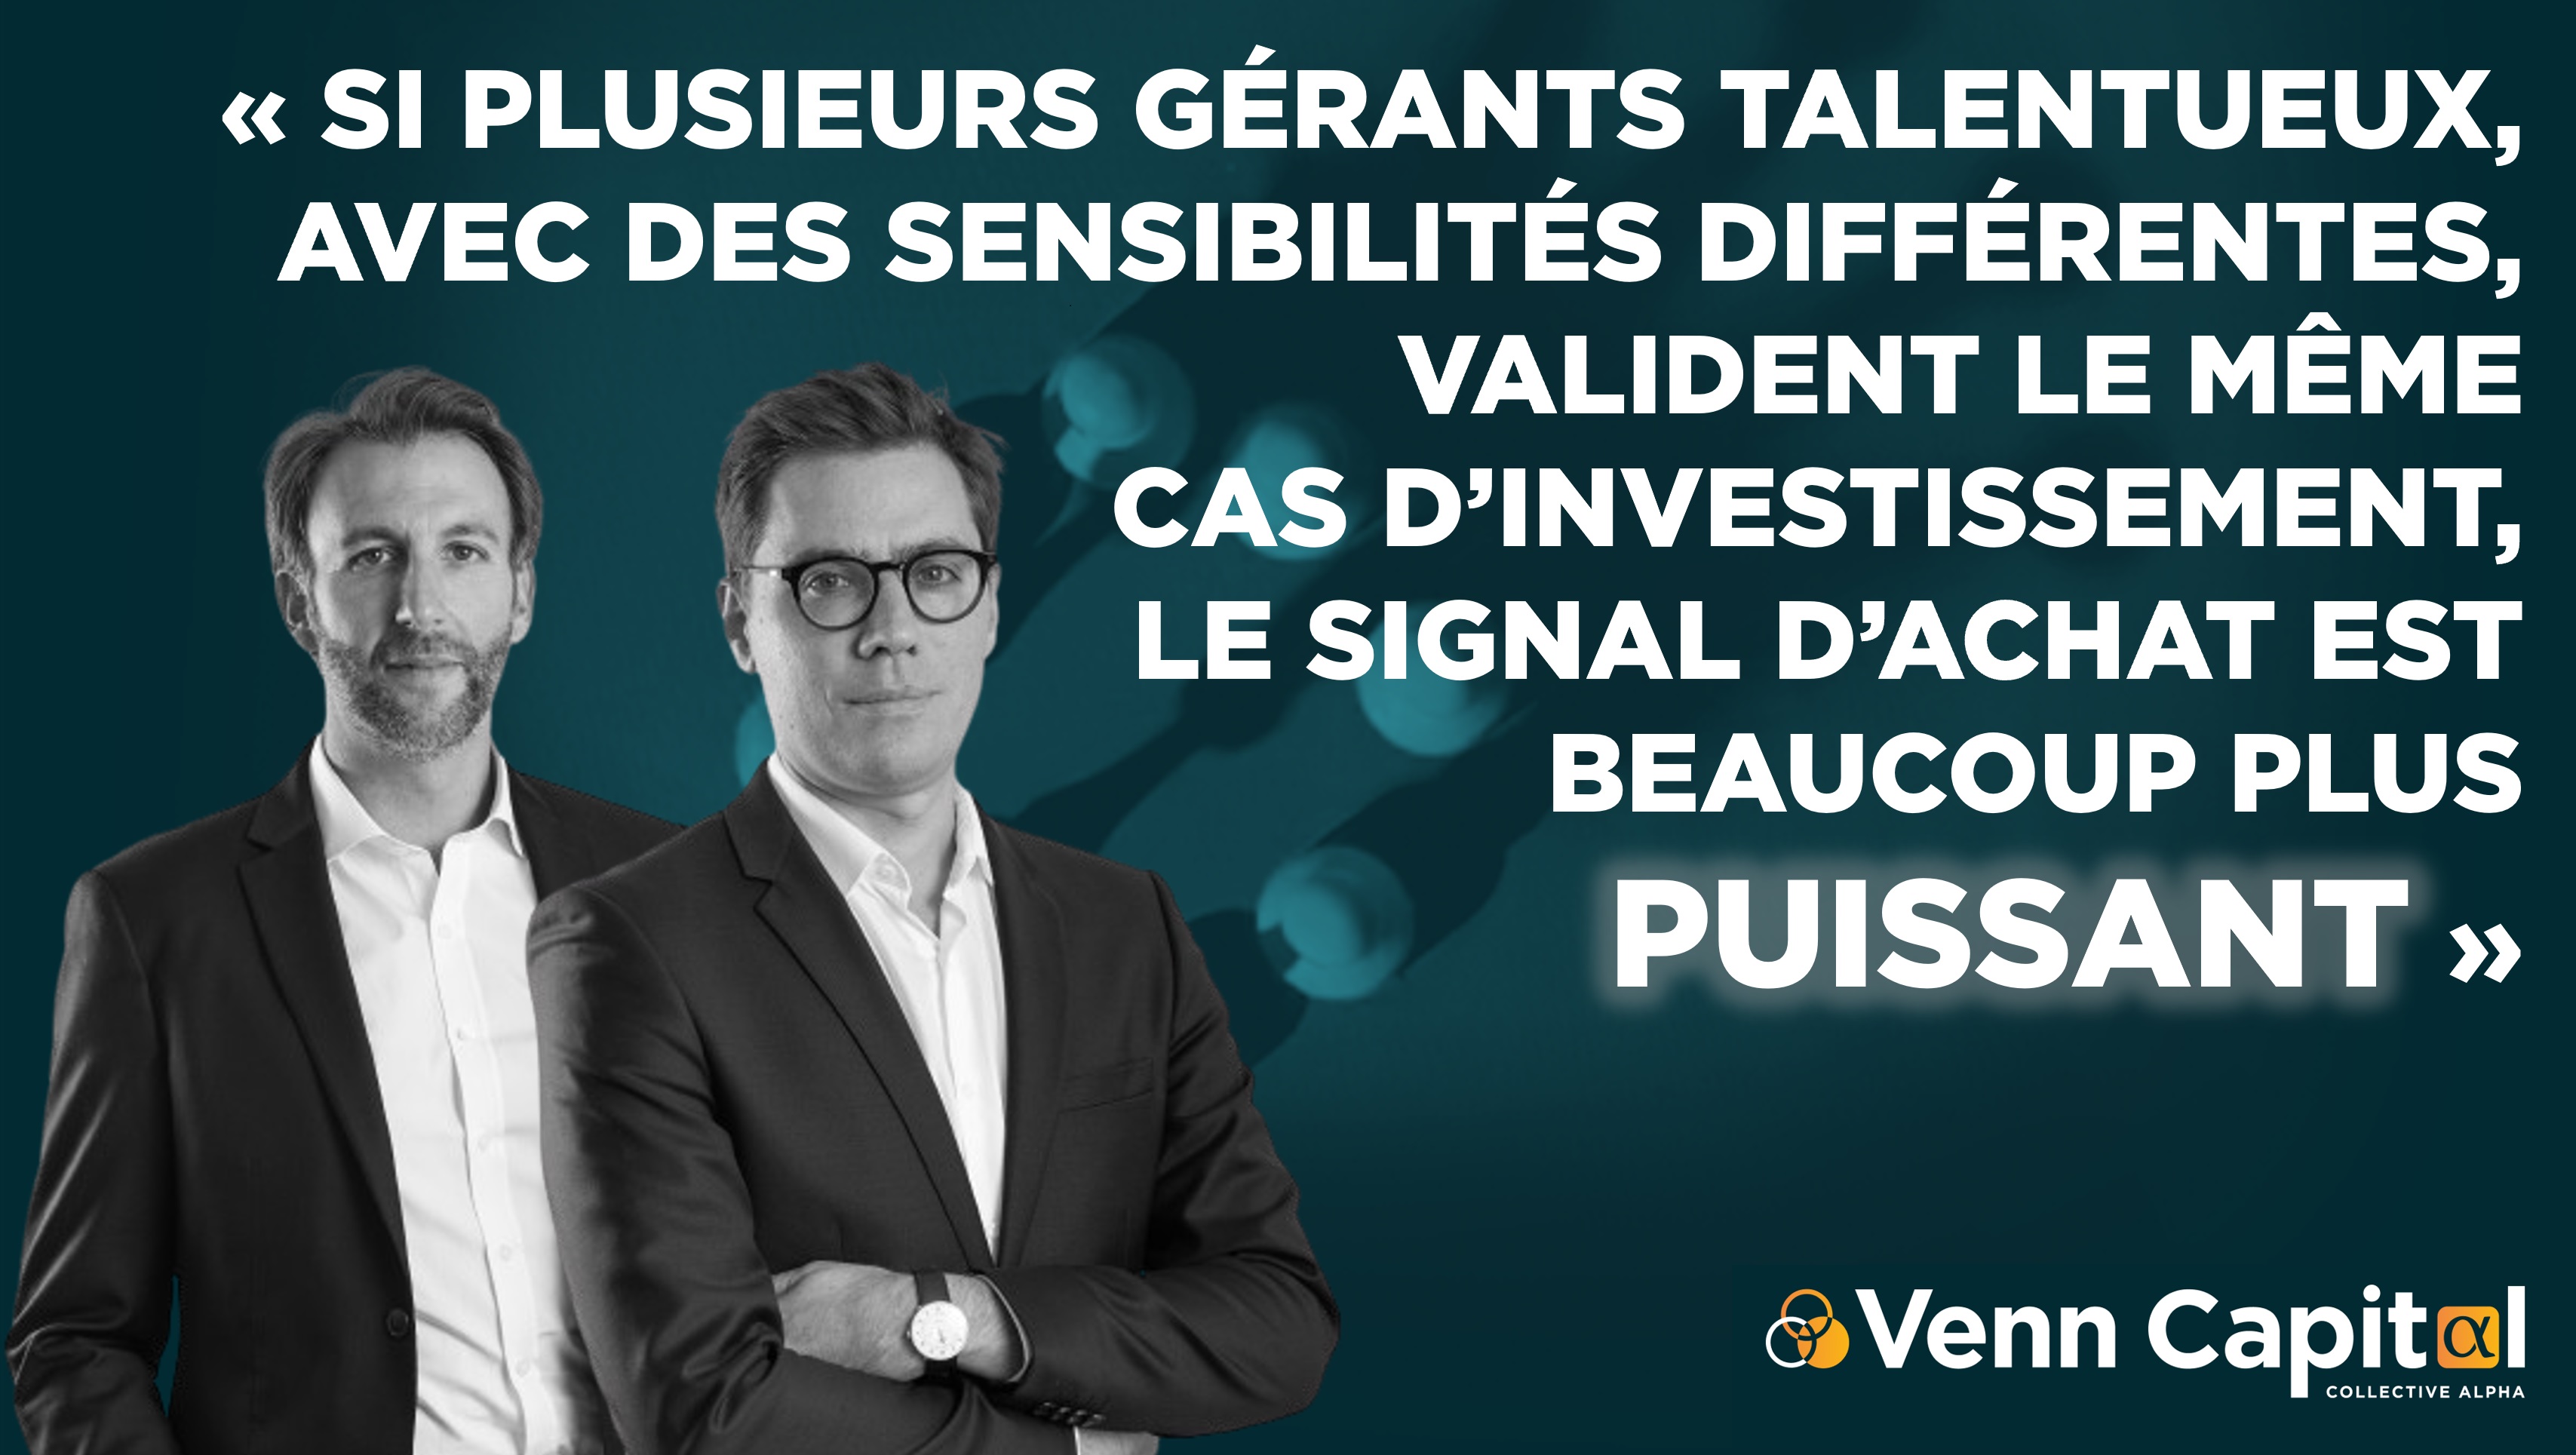 « SI PLUSIEURS GÉRANTS TALENTUEUX,
AVEC DES SENSIBILITÉS DIFFÉRENTES,
VALIDENT LE MÊME
CAS D’INVESTISSEMENT,
LE SIGNAL D’ACHAT EST
BEAUCOUP PLUS
PUISSANT »
Venn Capitαl
COLLECTIVE ALPHA